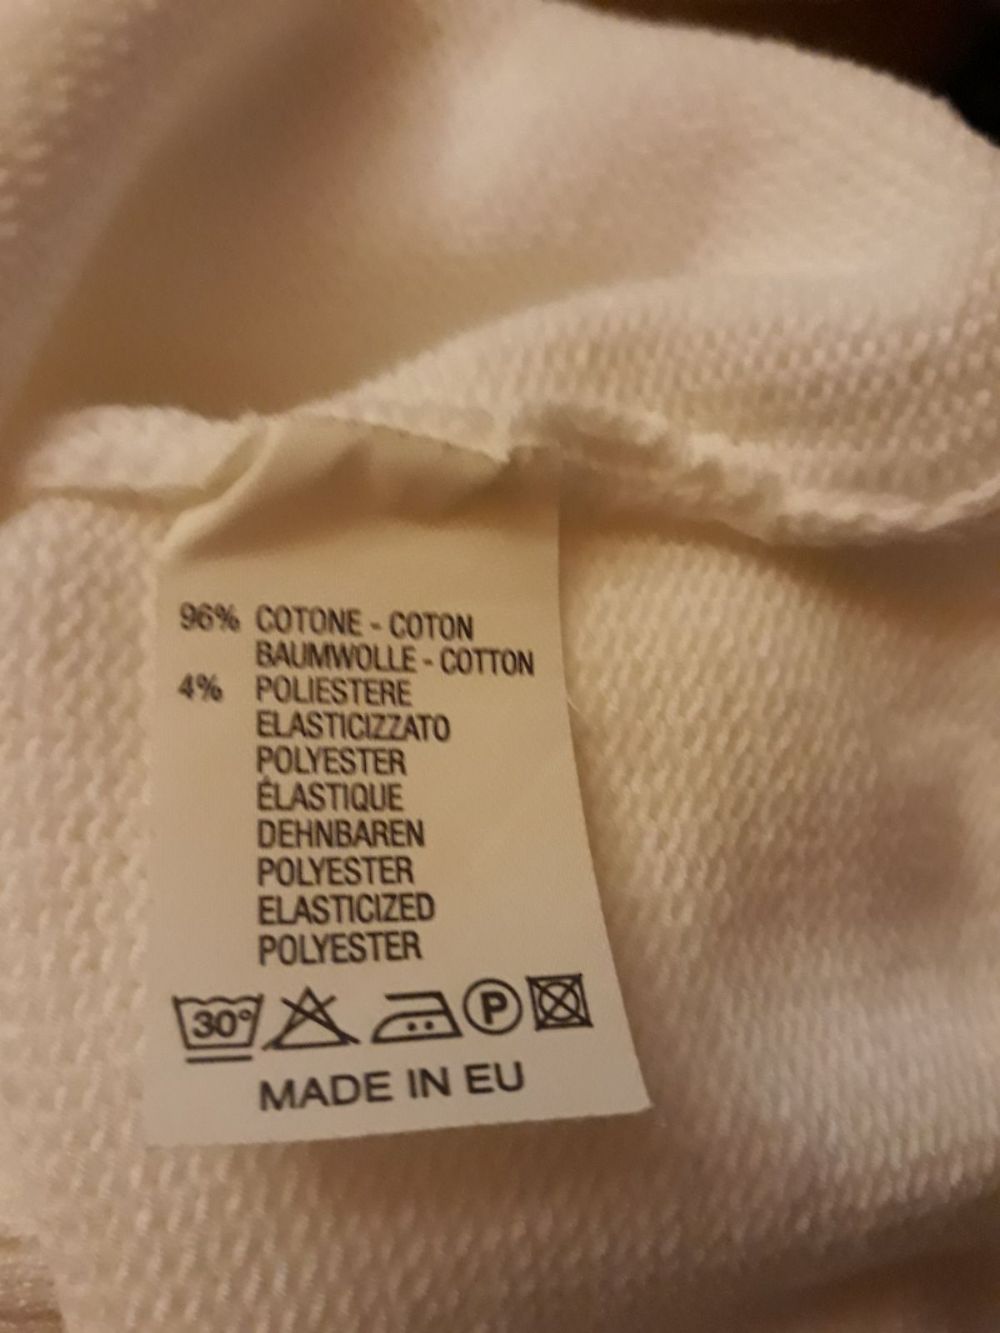 96% COTONE - COTON
BAUMWOLLE - COTTON
4% POLIESTERE
ELASTICIZZATO
POLYESTER
ÉLASTIQUE
DEHNBAREN
POLYESTER
ELASTICIZED
POLYESTER
30° P
MADE IN EU